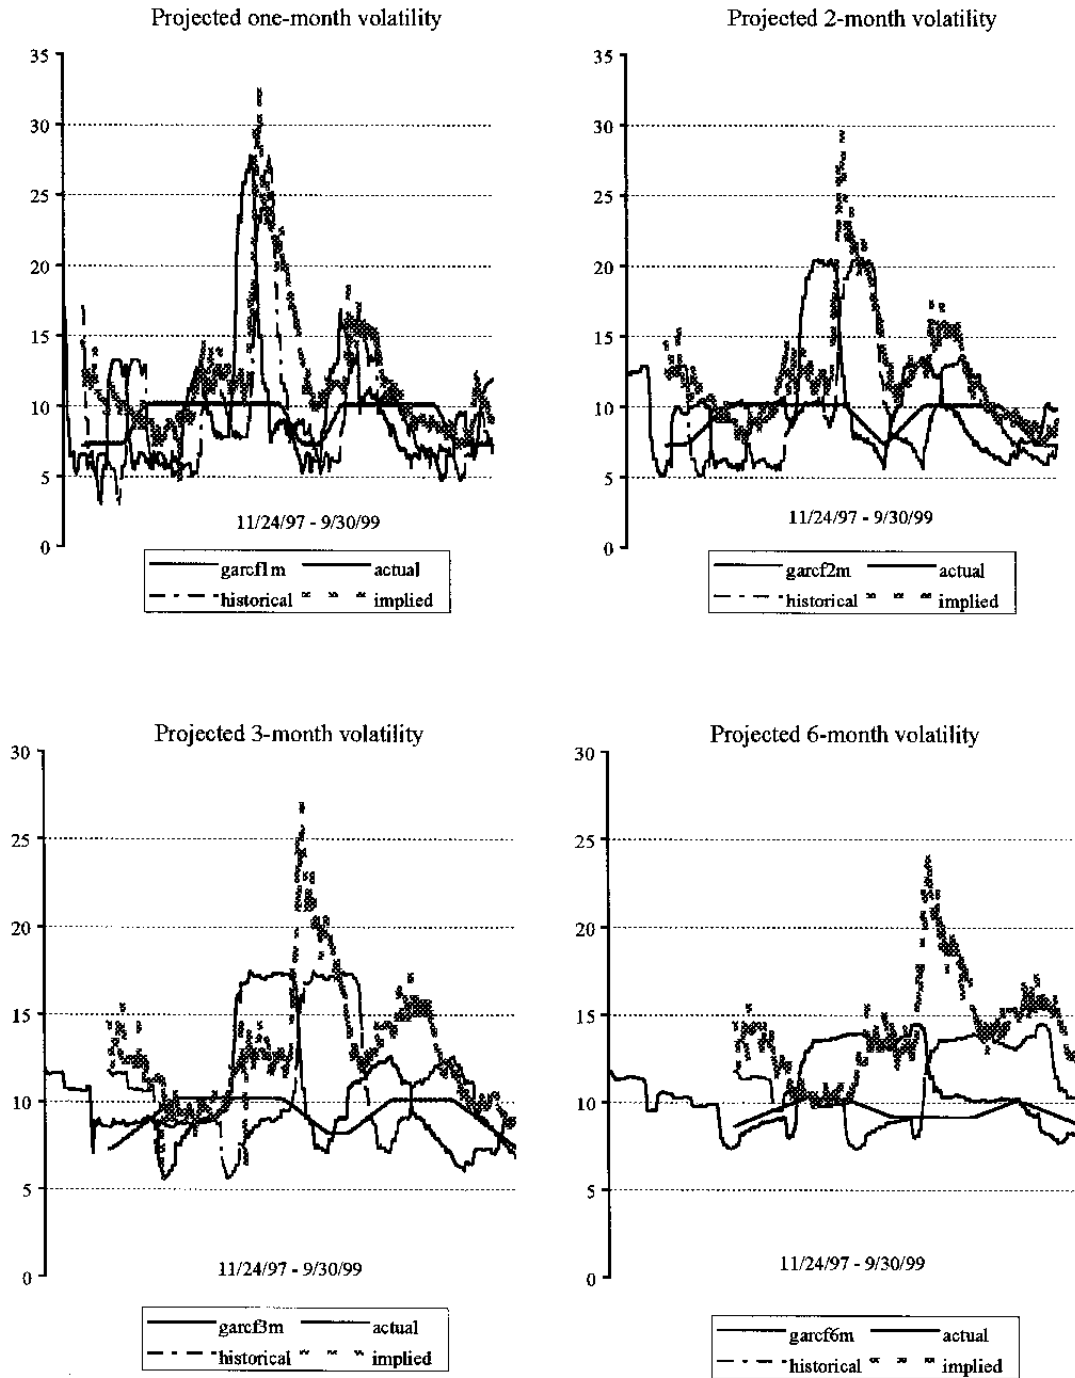 Projected one-month volatility
35
30
25
20
15
10
5
0
11/24/97 - 9/30/99
garcf1m actual
historical implied
Projected 2-month volatility
35
30
25
20
15
10
5
0
11/24/97 - 9/30/99
garcf2m actual
historical implied
Projected 3-month volatility
30
25
20
15
10
5
0
11/24/97 - 9/30/99
garcf3m actual
historical implied
Projected 6-month volatility
30
25
20
15
10
5
0
11/24/97 - 9/30/99
garcf6m actual
historical implied